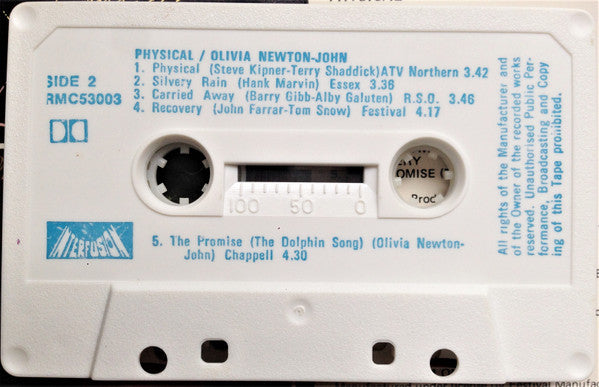 PHYSICAL / OLIVIA NEWTON-JOHN
SIDE 2
RMC53003
1. Physical (Steve Kipner-Terry Shaddick)ATV Northern 3.42
2. Silvery Rain (Hank Marvin) Essex 3.36
3. Carried Away (Barry Gibb-Alby Galuten) R.S.O. 3.46
4. Recovery (John Farrar-Tom Snow) Festival 4.17
100 50 0
OMISE (
Proc
INTERFUSION
5. The Promise (The Dolphin Song) (Olivia Newton-
John) Chappell 4.30
All rights of the Manufacturer and
of the Owner of the recorded works
reserved. Unauthorised Public Per-
formance, Broadcasting and Copy
ing of this Tape prohibited.